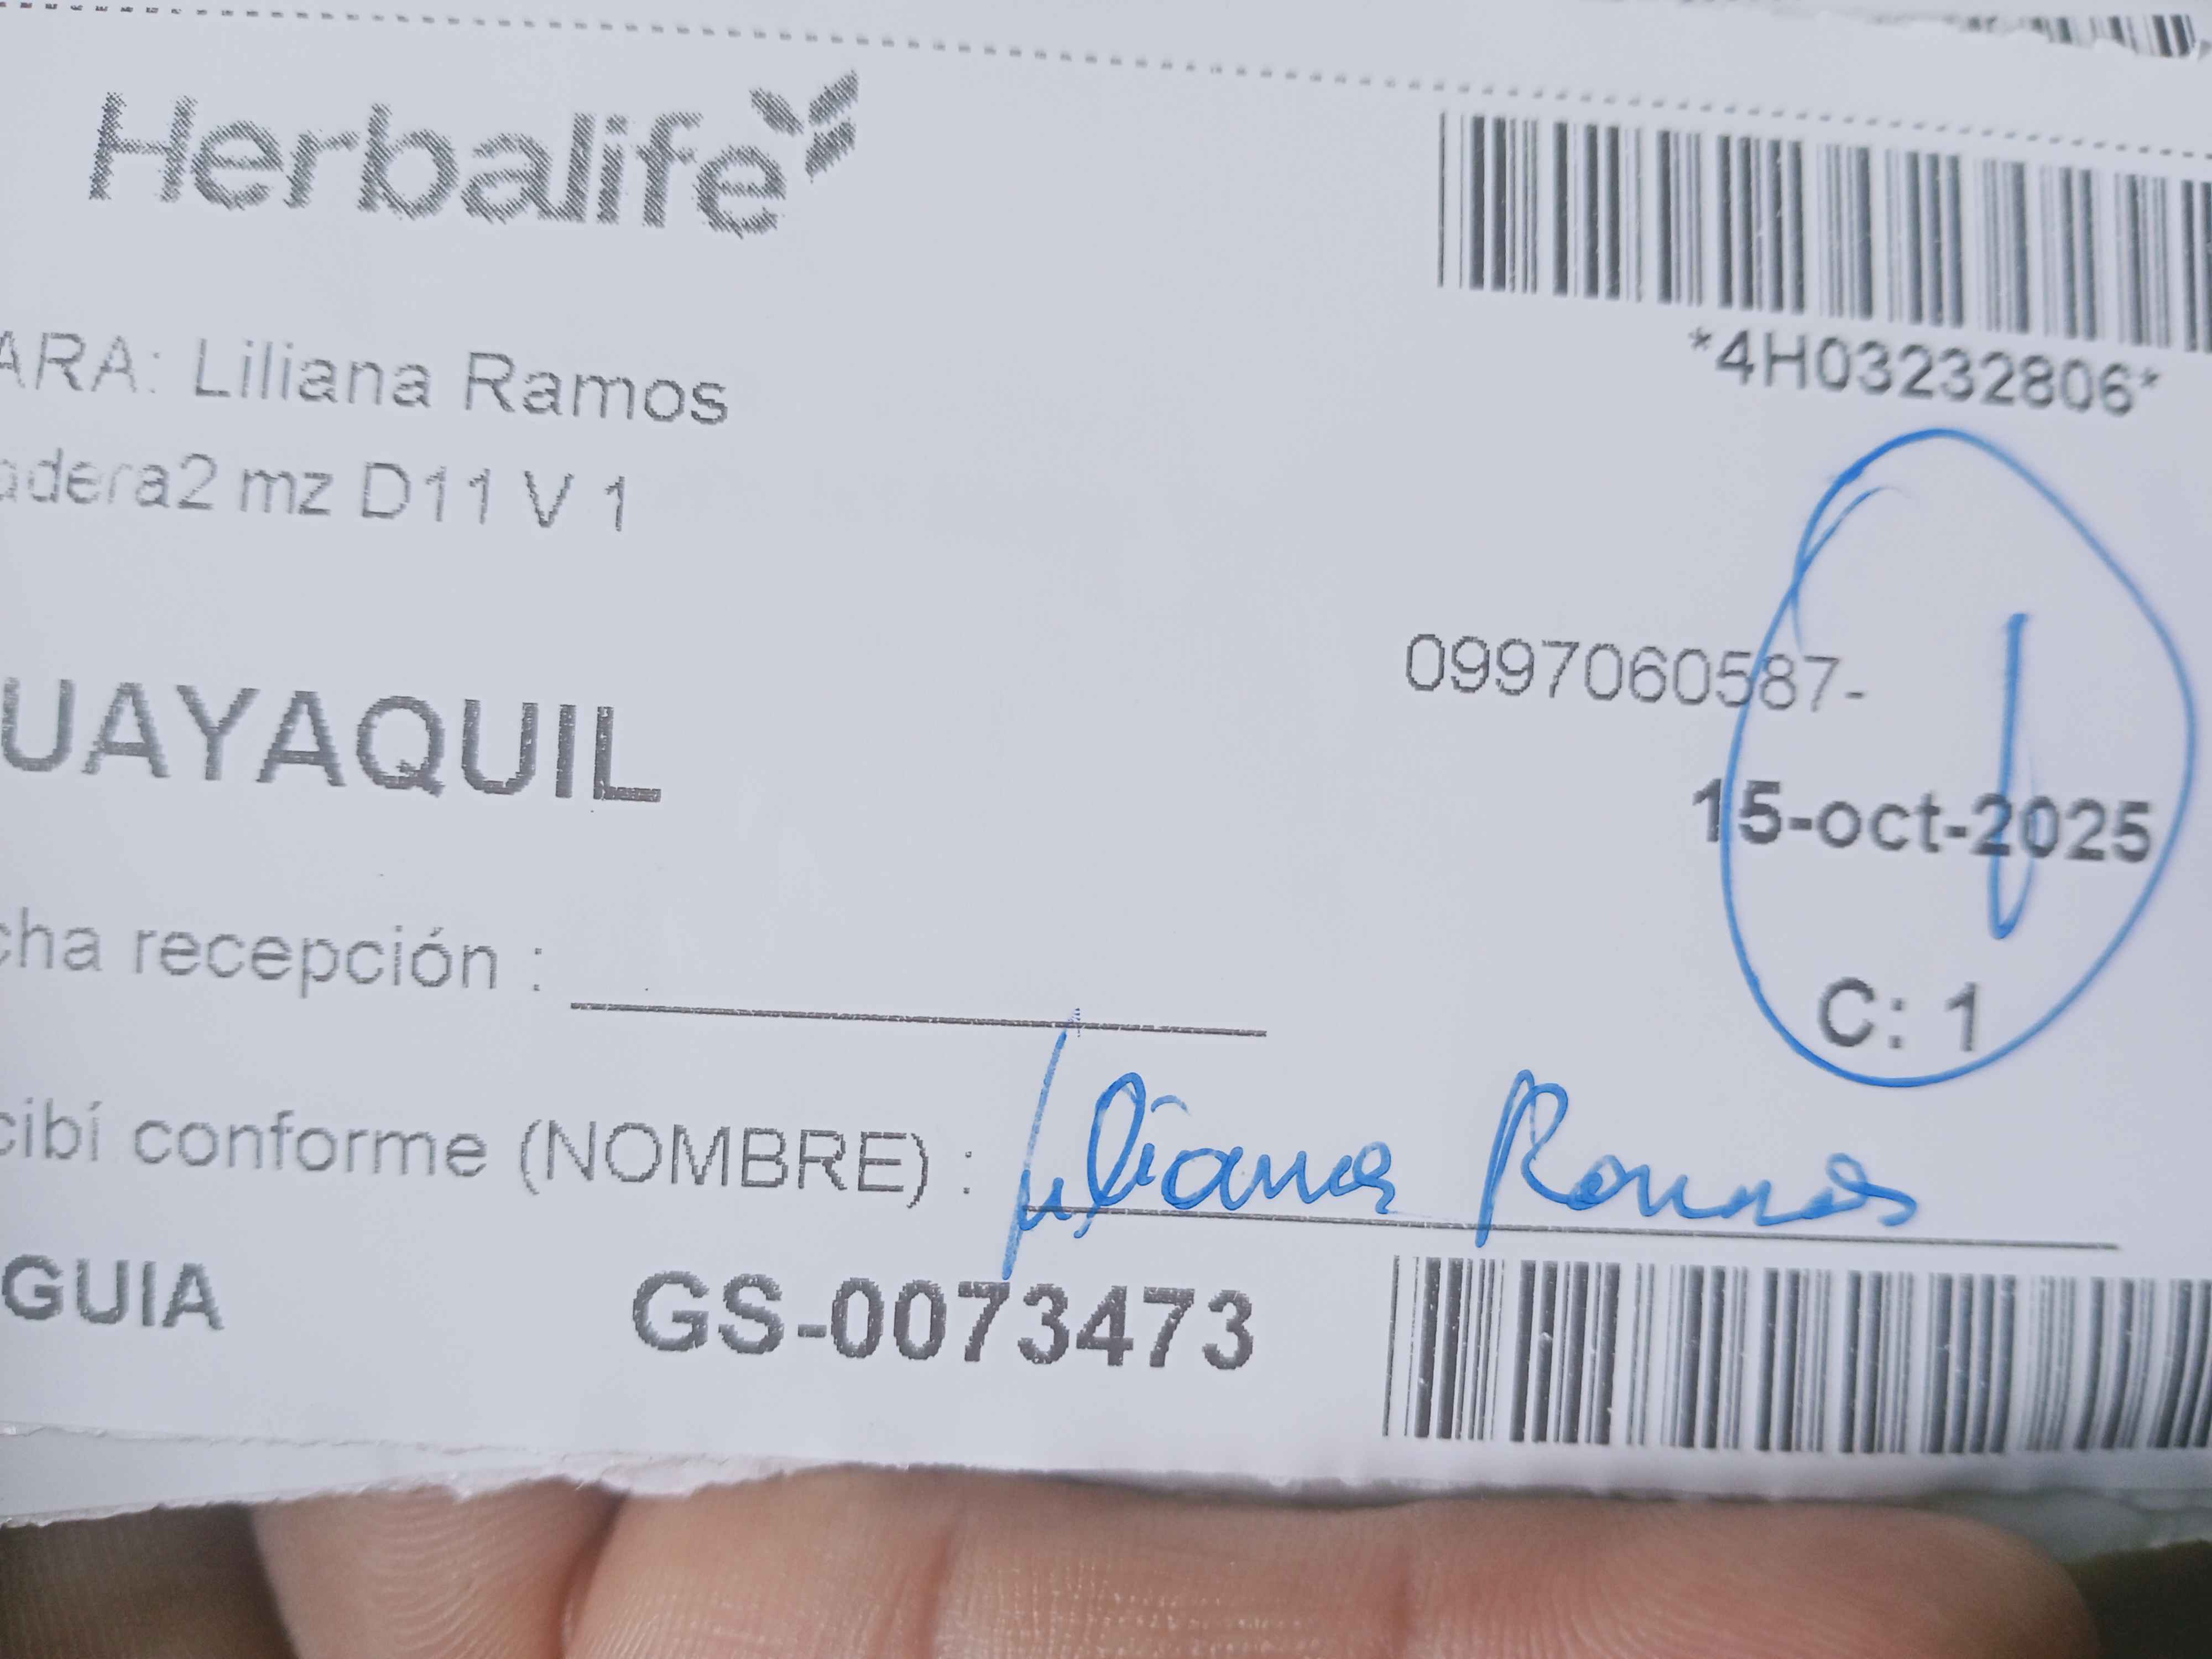 Herbalife
*4H03232806*
ARA: Liliana Ramos
adera2 mz D11 V 1
0997060587-
UAYAQUIL
15-oct-2025
cha recepción :
C: 1
cibí conforme (NOMBRE) : Liliana Ramos
GUIA GS-0073473